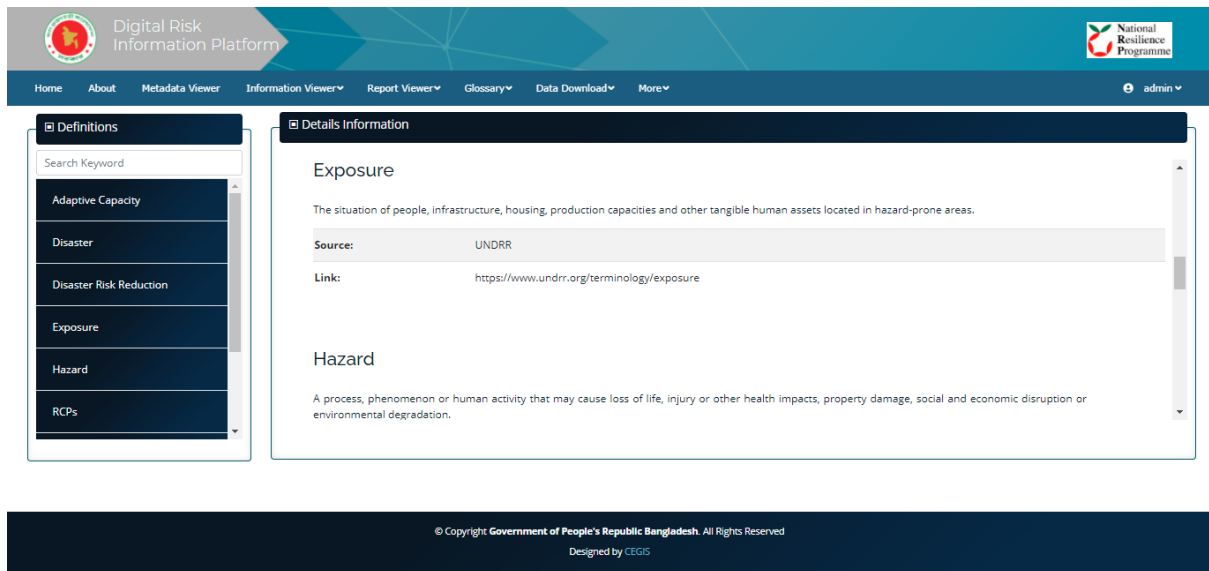 Digital Risk
Information Platform
National
Resilience
Programme
Home About Metadata Viewer Information Viewer Report Viewer Glossary Data Download More admin
Definitions
Search Keyword
Adaptive Capacity
Disaster
Disaster Risk Reduction
Exposure
Hazard
RCPs
Details Information
Exposure
The situation of people, infrastructure, housing, production capacities and other tangible human assets located in hazard-prone areas.
Source: UNDRR
Link: https://www.undrr.org/terminology/exposure
Hazard
A process, phenomenon or human activity that may cause loss of life, injury or other health impacts, property damage, social and economic disruption or
environmental degradation.
© Copyright Government of People's Republic Bangladesh. All Rights Reserved
Designed by CEGIS